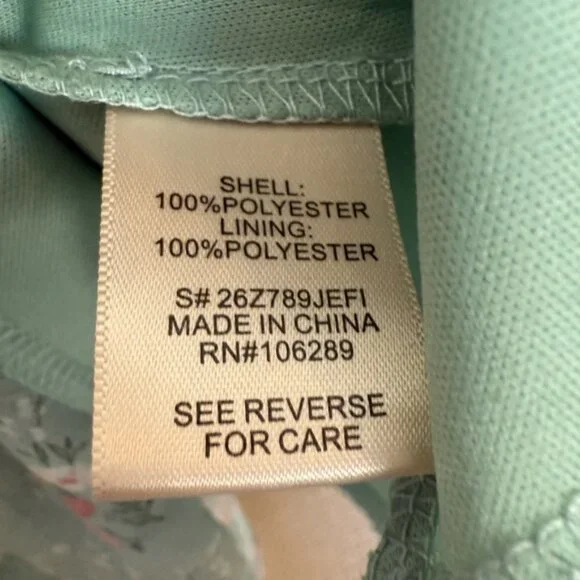 SHELL:
100%POLYESTER
LINING:
100%POLYESTER
S# 26Z789JEFI
MADE IN CHINA
RN#106289
SEE REVERSE
FOR CARE